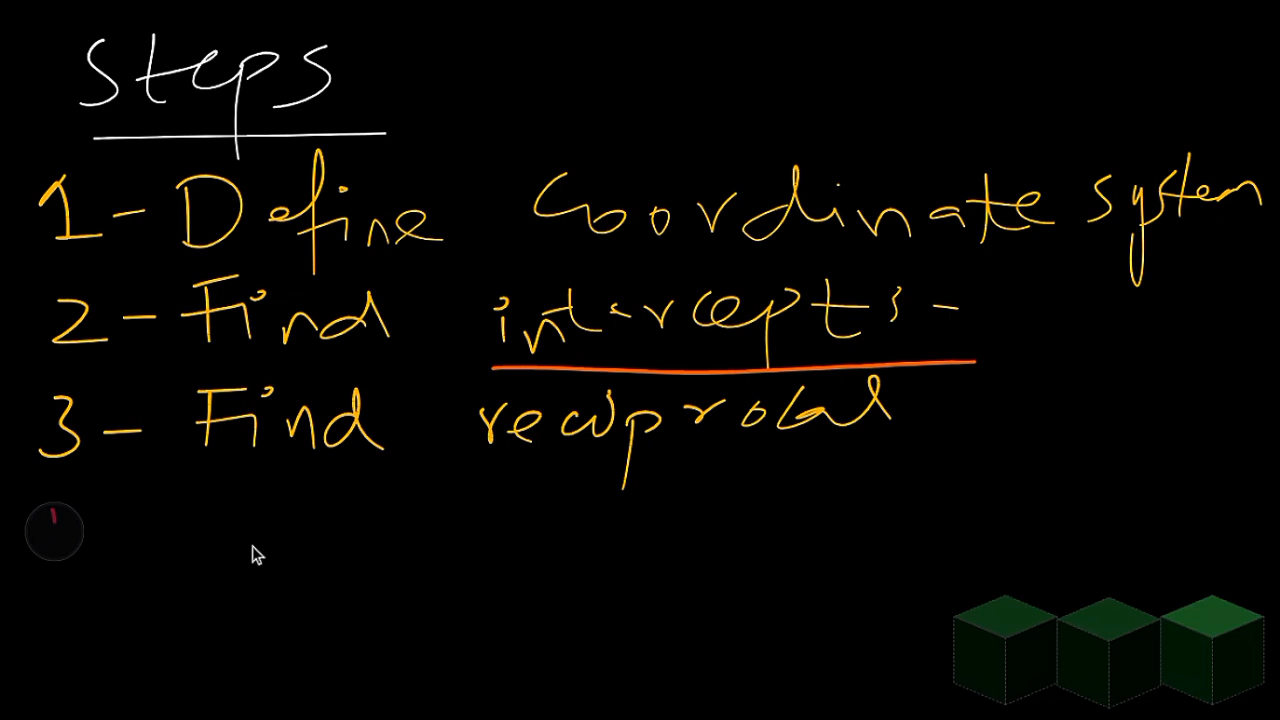 Steps
1- Define Coordinate system
2- Find intercepts -
3- Find reciprocal